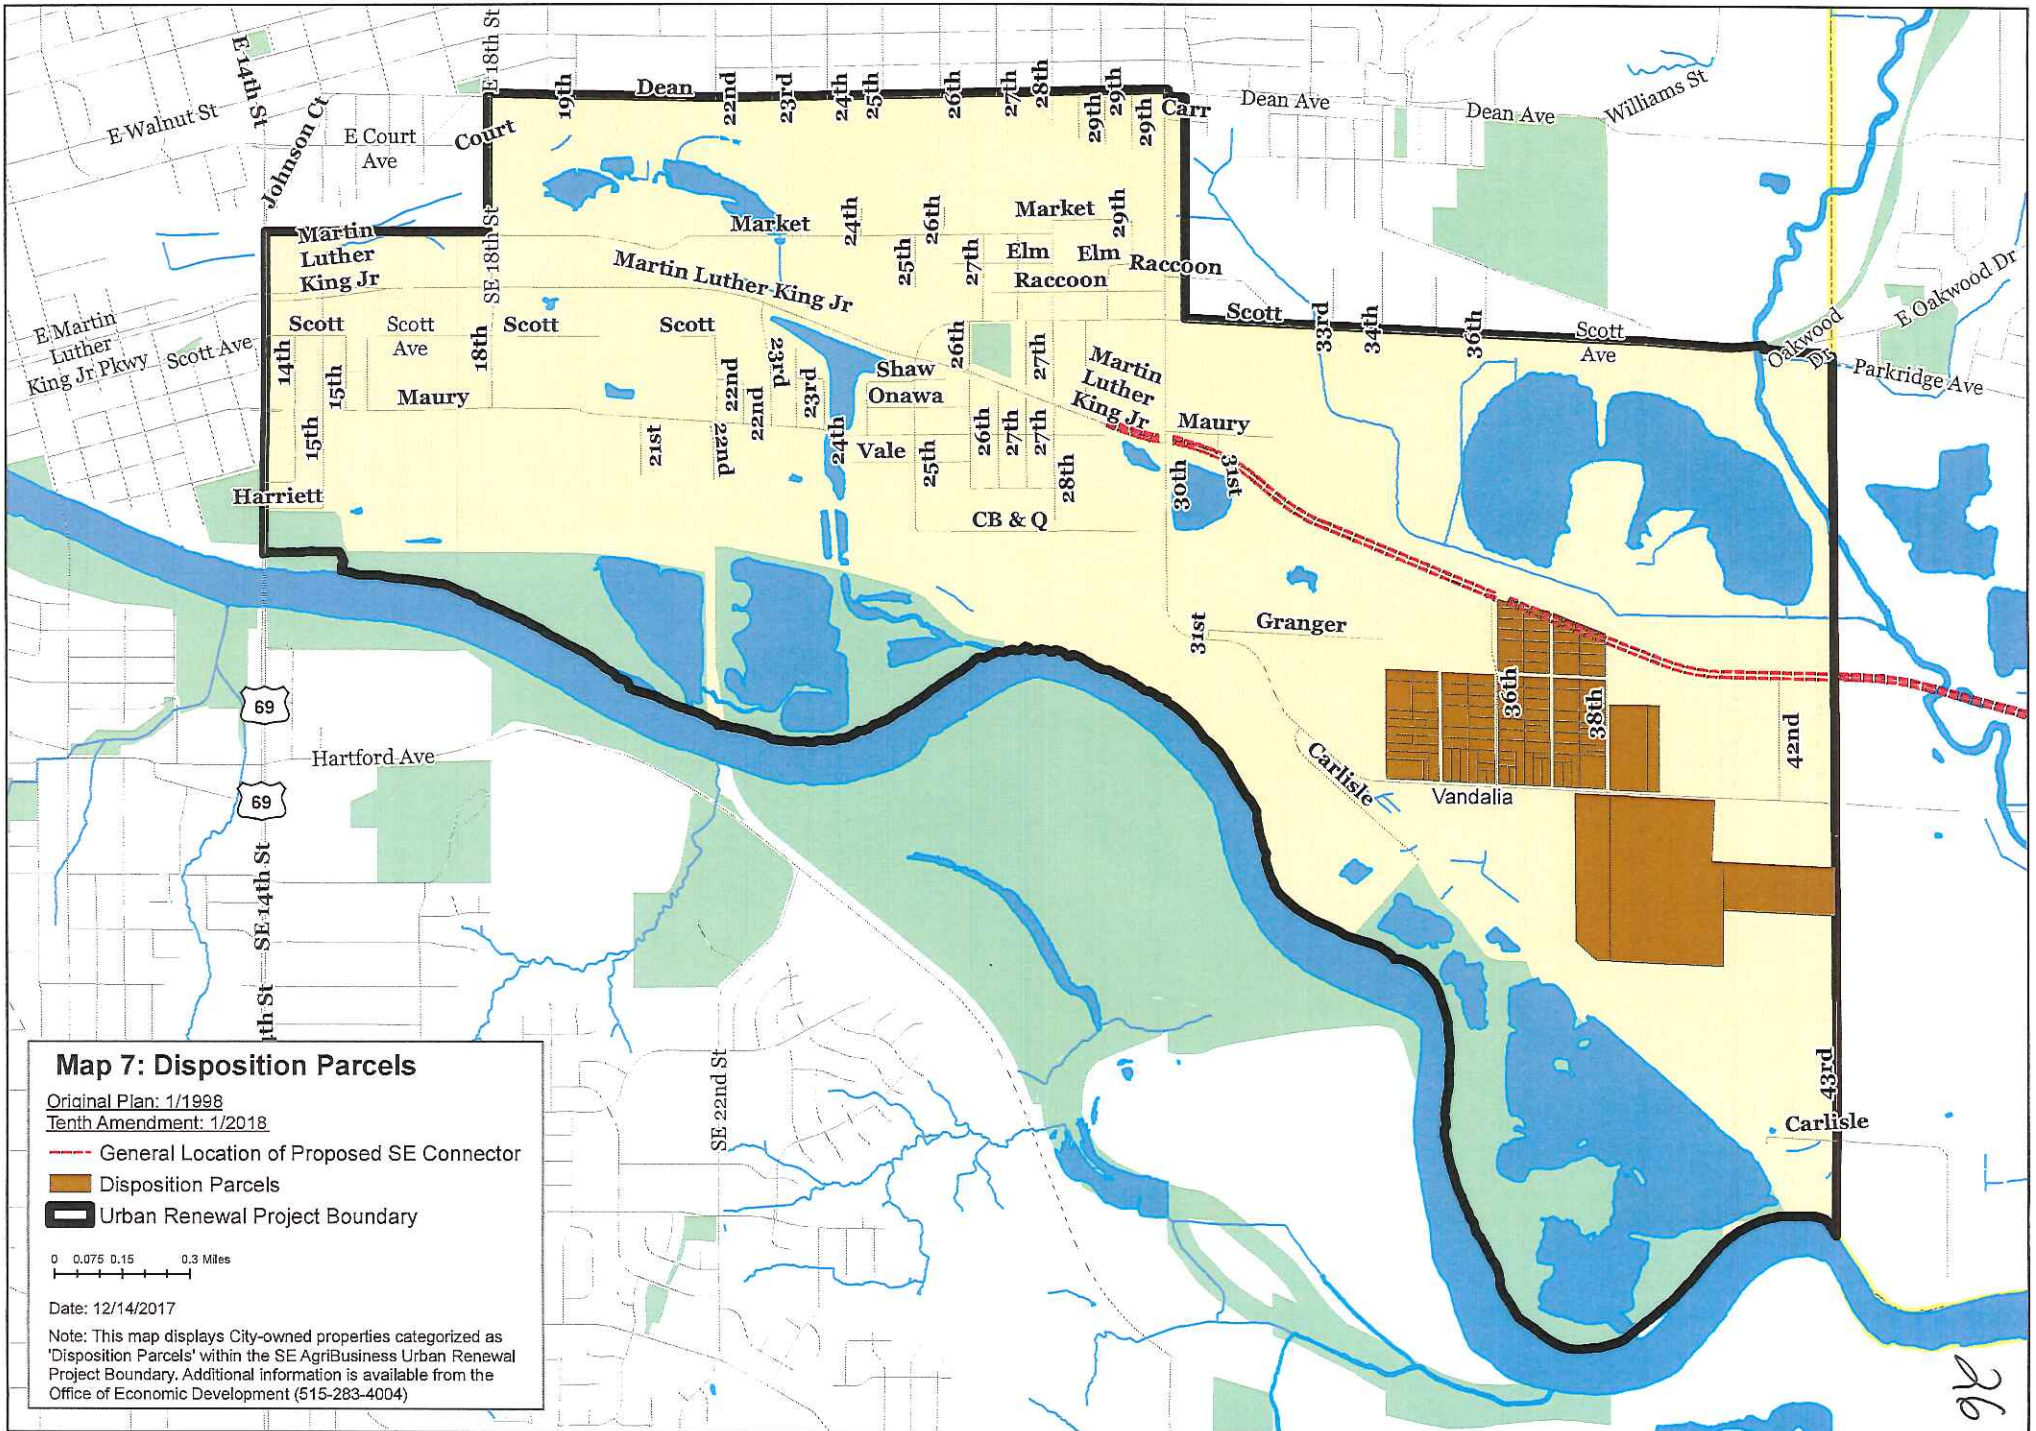 E 14th St
E 18th St
Johnson Ct
E Walnut St
E Court
Ave
Court
19th
Dean
22nd
23rd
24th
25th
26th
27th
28th
29th
29th
29th
Carr
Dean Ave
Dean Ave
Williams St
Martin
Luther
King Jr
SE 18th St
Market
24th
25th
26th
27th
Market
29th
Elm
Elm
Raccoon
Raccoon
Martin Luther King Jr
E Martin
Luther
King Jr Pkwy
Scott Ave
Scott
Scott
Ave
Scott
Scott
Scott
33rd
34th
36th
Scott
Ave
Oakwood
Dr
E Oakwood Dr
Parkridge Ave
14th
15th
15th
18th
Maury
22nd
22nd
22nd
23rd
23rd
21st
24th
Shaw
Onawa
Vale
25th
26th
26th
27th
27th
27th
28th
Martin
Luther
King Jr
Maury
30th
31st
CB & Q
Harriett
31st
Granger
36th
38th
42nd
69
Hartford Ave
69
Carlisle
Vandalia
SE 14th St
SE 22nd St
43rd
Carlisle
Map 7: Disposition Parcels
Original Plan: 1/1998
Tenth Amendment: 1/2018
General Location of Proposed SE Connector
Disposition Parcels
Urban Renewal Project Boundary
0 0.075 0.15 0.3 Miles
Date: 12/14/2017
Note: This map displays City-owned properties categorized as
'Disposition Parcels' within the SE AgriBusiness Urban Renewal
Project Boundary. Additional information is available from the
Office of Economic Development (515-283-4004)